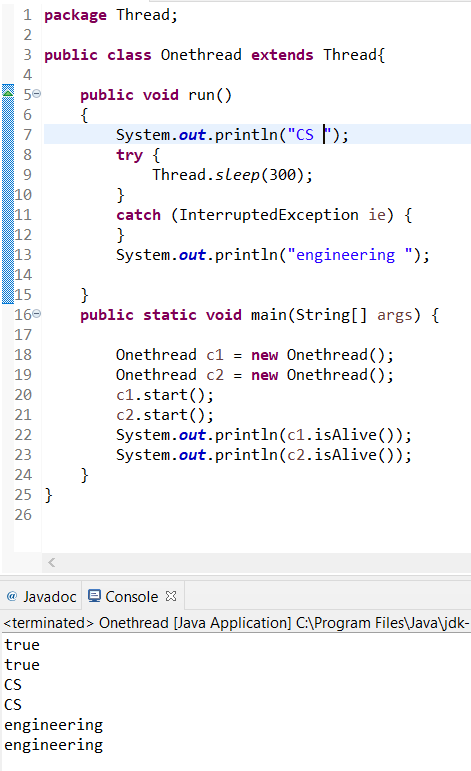 1 package Thread;
2
3 public class Onethread extends Thread{
4
5 public void run()
6 {
7 System.out.println("CS ");
8 try {
9 Thread.sleep(300);
10 }
11 catch (InterruptedException ie) {
12 }
13 System.out.println("engineering ");
14
15 }
16 public static void main(String[] args) {
17
18 Onethread c1 = new Onethread();
19 Onethread c2 = new Onethread();
20 c1.start();
21 c2.start();
22 System.out.println(c1.isAlive());
23 System.out.println(c2.isAlive());
24 }
25 }
26
@ Javadoc Console
<terminated> Onethread [Java Application] C:\Program Files\Java\jdk-
true
true
CS
CS
engineering
engineering